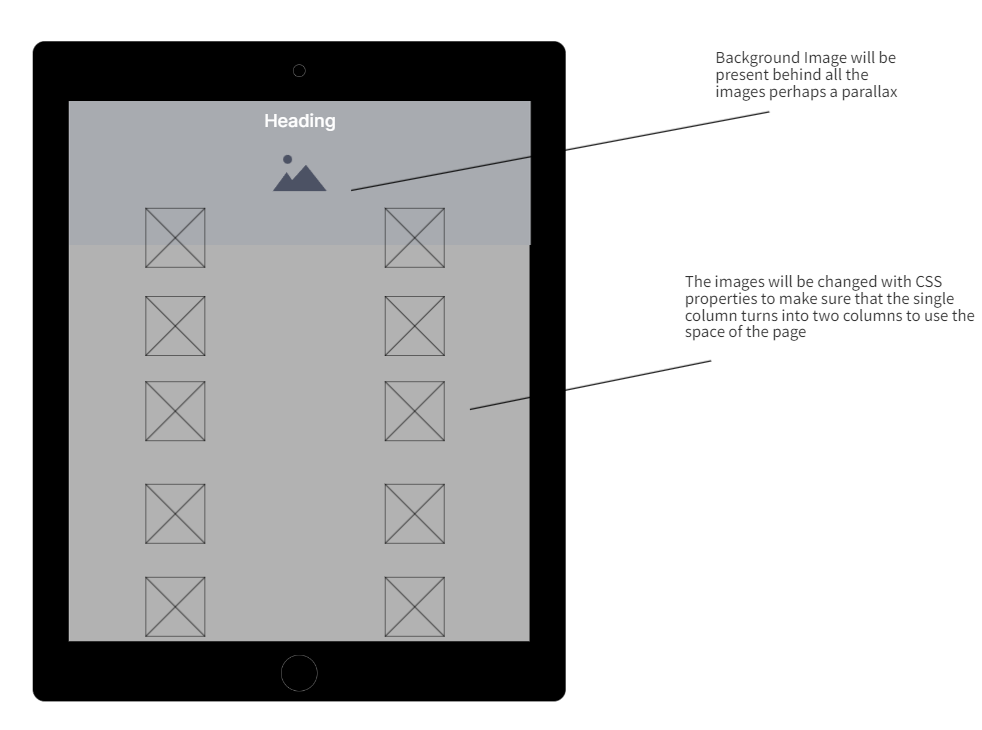 Heading
Background Image will be
present behind all the
images perhaps a parallax
The images will be changed with CSS
properties to make sure that the single
column turns into two columns to use the
space of the page